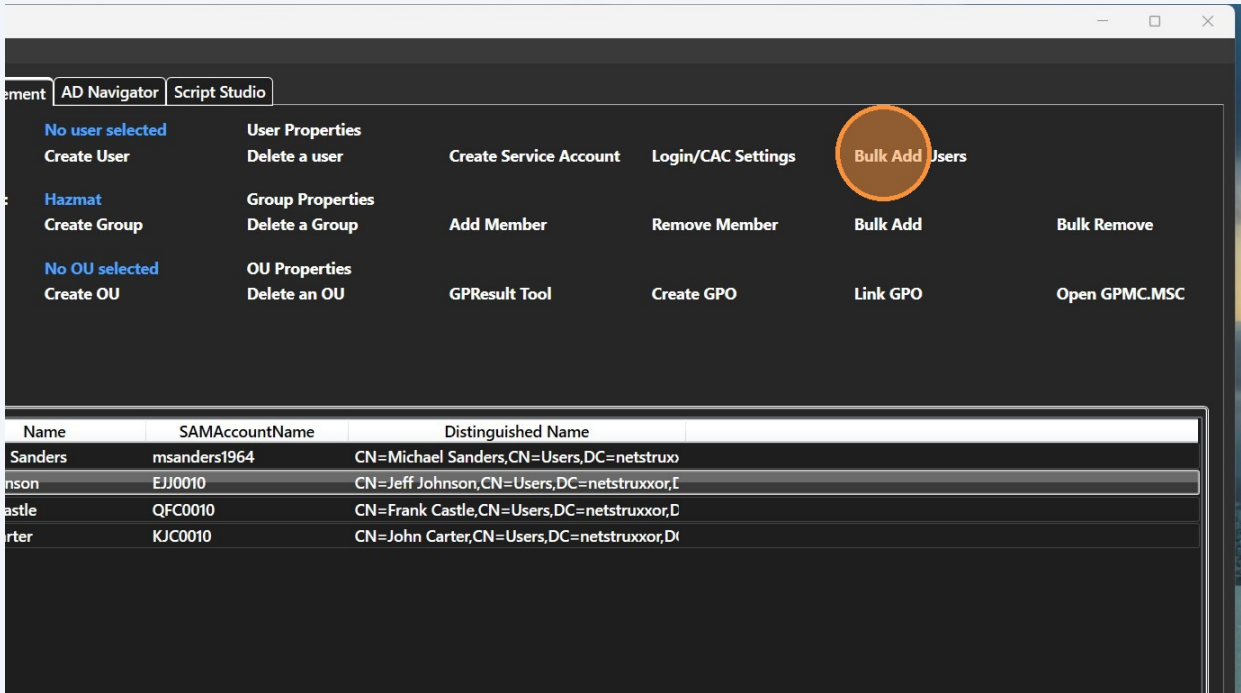 ement AD Navigator Script Studio
No user selected User Properties
Create User Delete a user Create Service Account Login/CAC Settings Bulk Add Users
: Hazmat Group Properties
Create Group Delete a Group Add Member Remove Member Bulk Add Bulk Remove
No OU selected OU Properties
Create OU Delete an OU GPResult Tool Create GPO Link GPO Open GPMC.MSC
Name SAMAccountName Distinguished Name
Sanders msanders1964 CN=Michael Sanders,CN=Users,DC=netstruxx
nson EJJ0010 CN=Jeff Johnson,CN=Users,DC=netstruxxor,D
astle QFC0010 CN=Frank Castle,CN=Users,DC=netstruxxor,D
rter KJC0010 CN=John Carter,CN=Users,DC=netstruxxor,D